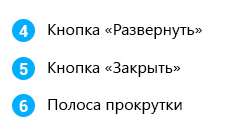 4 Кнопка «Развернуть»
5 Кнопка «Закрыть»
6 Полоса прокрутки